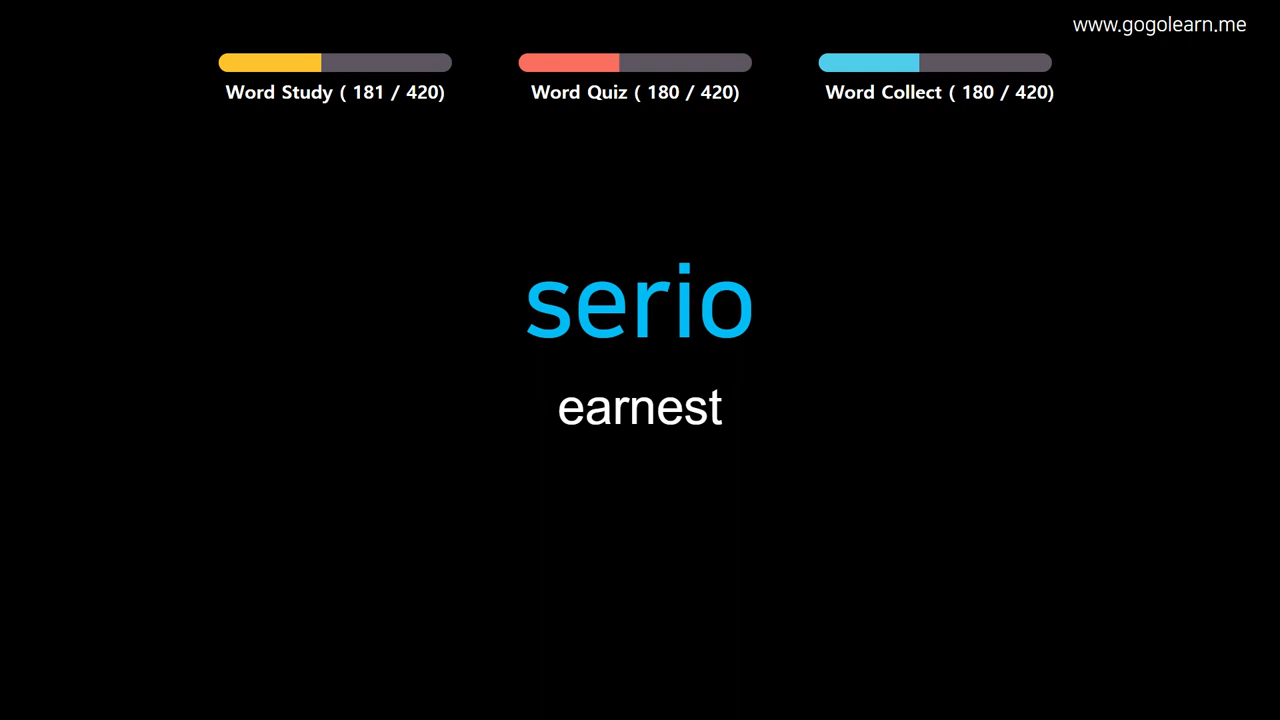 www.gogolearn.me
Word Study ( 181 / 420)
Word Quiz ( 180 / 420)
Word Collect ( 180 / 420)
serio
earnest